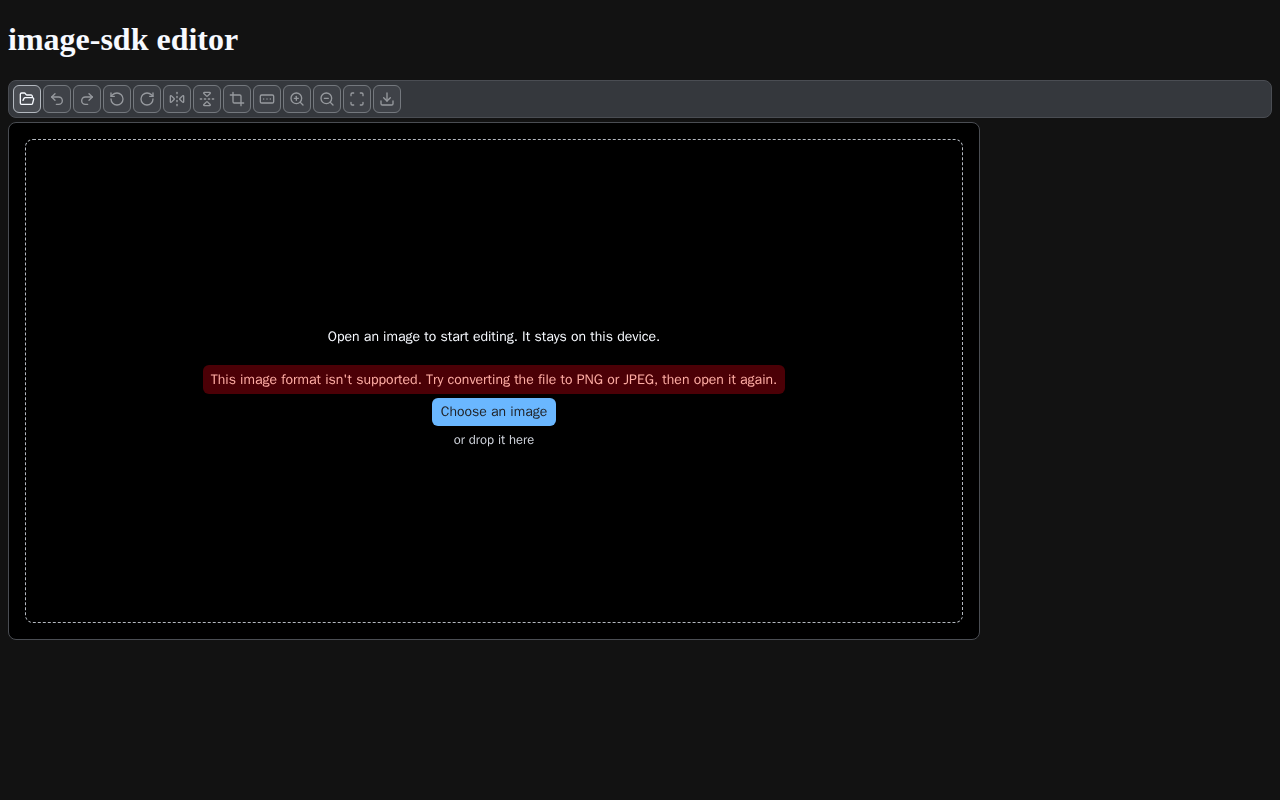 image-sdk editor
Open an image to start editing. It stays on this device.
This image format isn't supported. Try converting the file to PNG or JPEG, then open it again.
Choose an image
or drop it here